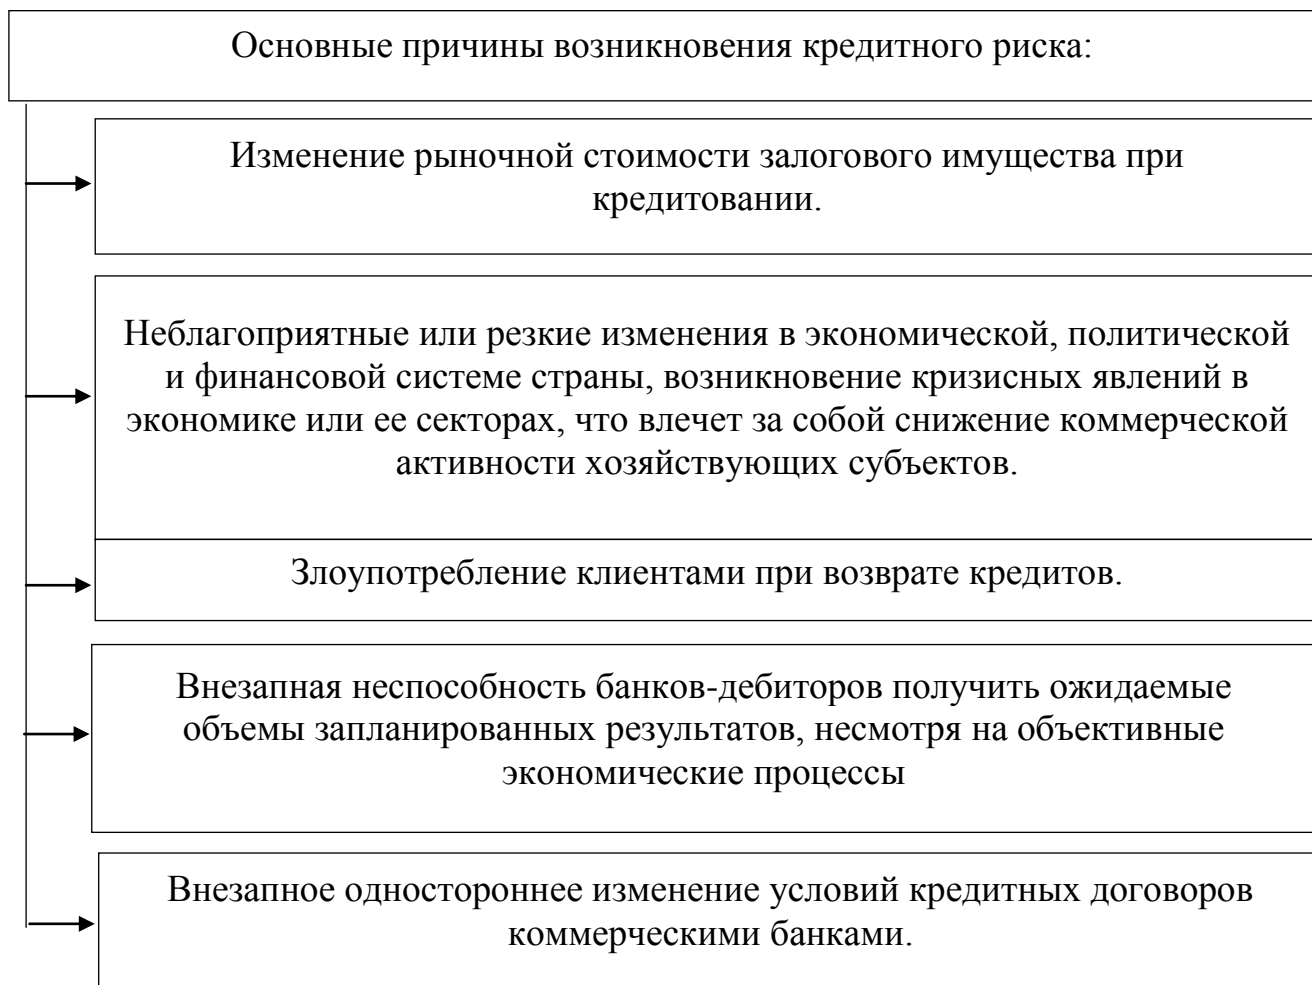 Основные причины возникновения кредитного риска:
Изменение рыночной стоимости залогового имущества при
кредитовании.
Неблагоприятные или резкие изменения в экономической, политической
и финансовой системе страны, возникновение кризисных явлений в
экономике или ее секторах, что влечет за собой снижение коммерческой
активности хозяйствующих субъектов.
Злоупотребление клиентами при возврате кредитов.
Внезапная неспособность банков-дебиторов получить ожидаемые
объемы запланированных результатов, несмотря на объективные
экономические процессы
Внезапное одностороннее изменение условий кредитных договоров
коммерческими банками.